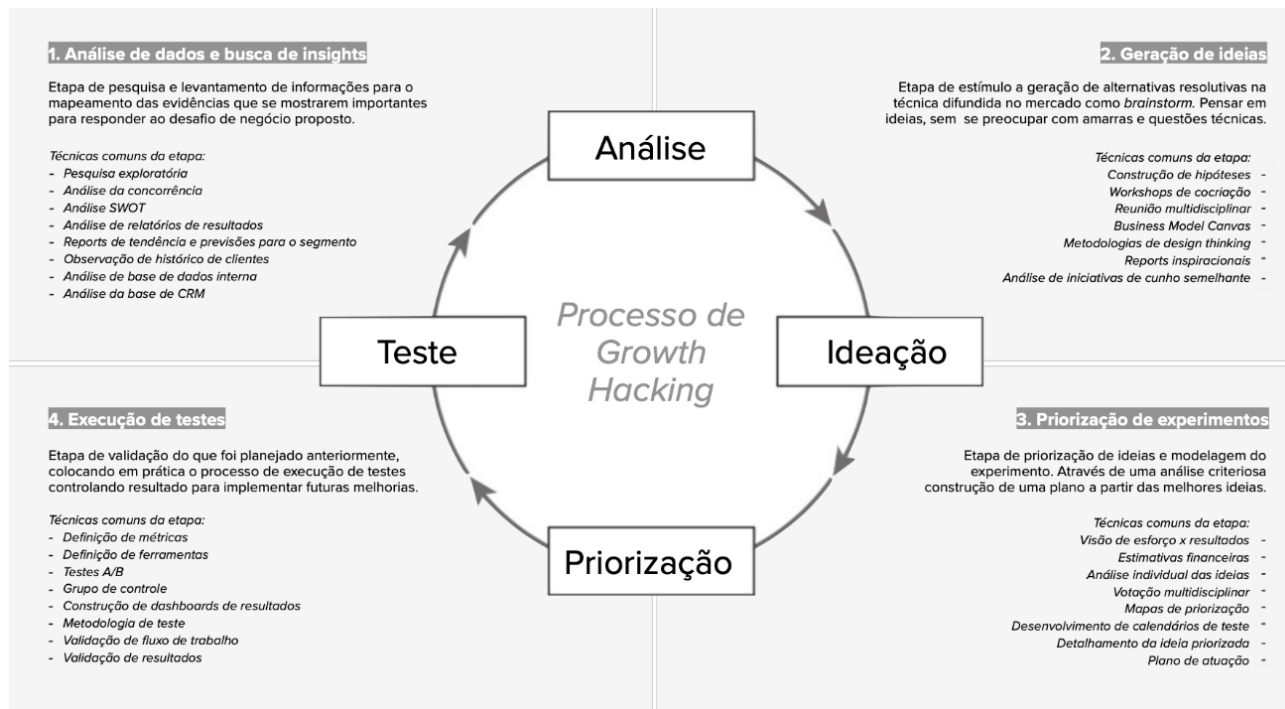 1. Análise de dados e busca de insights
Etapa de pesquisa e levantamento de informações para o
mapeamento das evidências que se mostrarem importantes
para responder ao desafio de negócio proposto.
Técnicas comuns da etapa:
- Pesquisa exploratória
- Análise da concorrência
- Análise SWOT
- Análise de relatórios de resultados
- Reports de tendência e previsões para o segmento
- Observação de histórico de clientes
- Análise de base de dados interna
- Análise da base de CRM
2. Geração de ideias
Etapa de estímulo a geração de alternativas resolutivas na
técnica difundida no mercado como brainstorm. Pensar em
ideias, sem se preocupar com amarras e questões técnicas.
Técnicas comuns da etapa:
Construção de hipóteses -
Workshops de cocriação -
Reunião multidisciplinar -
Business Model Canvas -
Metodologias de design thinking -
Reports inspiracionais -
Análise de iniciativas de cunho semelhante -
Análise
Teste
Processo de
Growth
Hacking
Ideação
Priorização
4. Execução de testes
Etapa de validação do que foi planejado anteriormente,
colocando em prática o processo de execução de testes
controlando resultado para implementar futuras melhorias.
Técnicas comuns da etapa:
- Definição de métricas
- Definição de ferramentas
- Testes A/B
- Grupo de controle
- Construção de dashboards de resultados
- Metodologia de teste
- Validação de fluxo de trabalho
- Validação de resultados
3. Priorização de experimentos
Etapa de priorização de ideias e modelagem do
experimento. Através de uma análise criteriosa
construção de uma plano a partir das melhores ideias.
Técnicas comuns da etapa:
Visão de esforço x resultados -
Estimativas financeiras -
Análise individual das ideias -
Votação multidisciplinar -
Mapas de priorização -
Desenvolvimento de calendários de teste -
Detalhamento da ideia priorizada -
Plano de atuação -